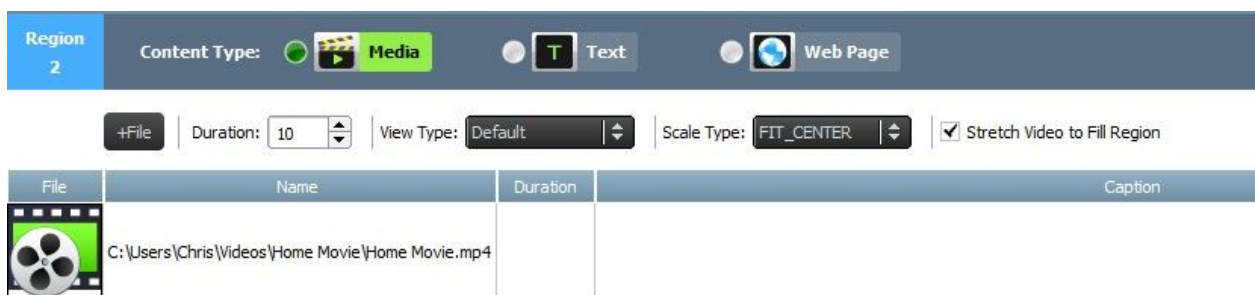 Region
2
Content Type: Media T Text Web Page
+File Duration: 10 View Type: Default Scale Type: FIT_CENTER Stretch Video to Fill Region
File Name Duration Caption
C:\Users\Chris\Videos\Home Movie\Home Movie.mp4